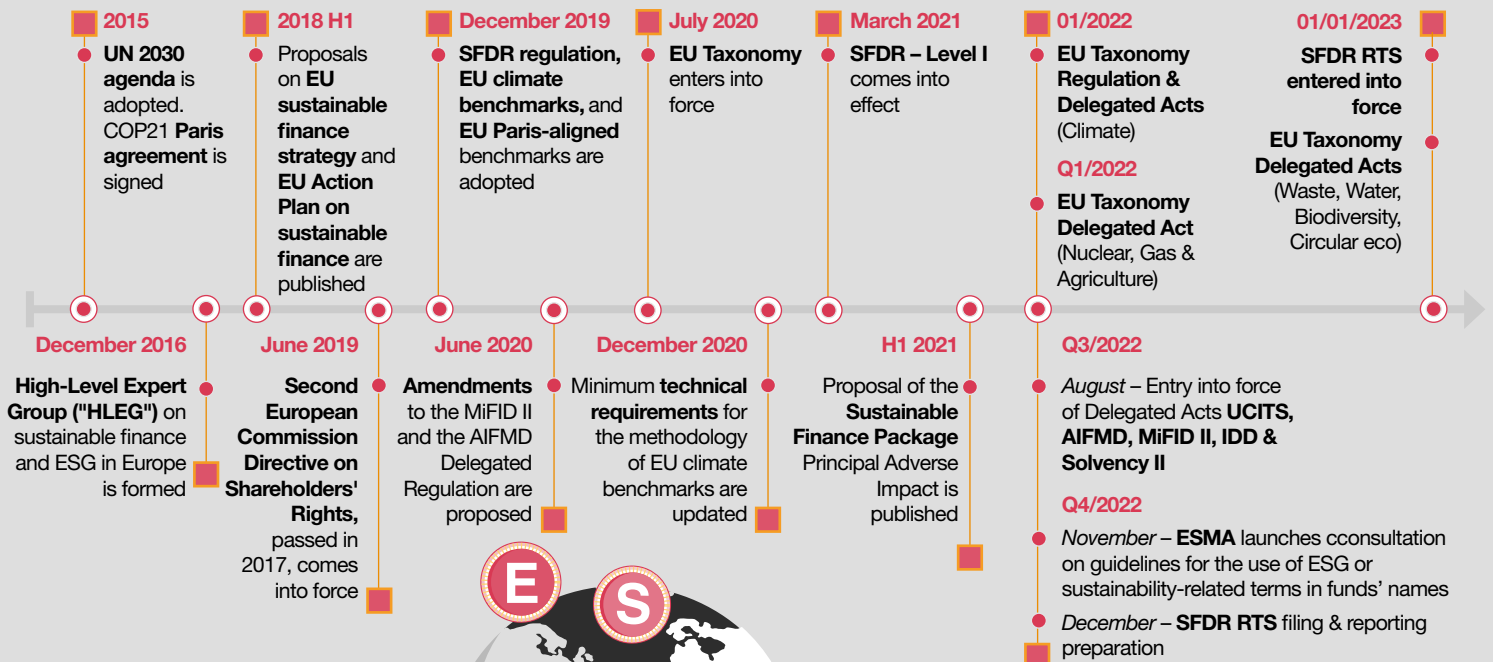 2015
UN 2030
agenda is
adopted.
COP21 Paris
agreement is
signed
2018 H1
Proposals
on EU
sustainable
finance
strategy and
EU Action
Plan on
sustainable
finance are
published
December 2019
SFDR regulation,
EU climate
benchmarks, and
EU Paris-aligned
benchmarks are
adopted
July 2020
EU Taxonomy
enters into
force
March 2021
SFDR – Level I
comes into
effect
01/2022
EU Taxonomy
Regulation &
Delegated Acts
(Climate)
Q1/2022
EU Taxonomy
Delegated Act
(Nuclear, Gas &
Agriculture)
01/01/2023
SFDR RTS
entered into
force
EU Taxonomy
Delegated Acts
(Waste, Water,
Biodiversity,
Circular eco)
December 2016
High-Level Expert
Group ("HLEG") on
sustainable finance
and ESG in Europe
is formed
June 2019
Second
European
Commission
Directive on
Shareholders'
Rights,
passed in
2017, comes
into force
June 2020
Amendments
to the MiFID II
and the AIFMD
Delegated
Regulation are
proposed
December 2020
Minimum technical
requirements for
the methodology
of EU climate
benchmarks are
updated
H1 2021
Proposal of the
Sustainable
Finance Package
Principal Adverse
Impact is
published
Q3/2022
August – Entry into force
of Delegated Acts UCITS,
AIFMD, MiFID II, IDD &
Solvency II
Q4/2022
November – ESMA launches cconsultation
on guidelines for the use of ESG or
sustainability-related terms in funds’ names
December – SFDR RTS filing & reporting
preparation
E
S